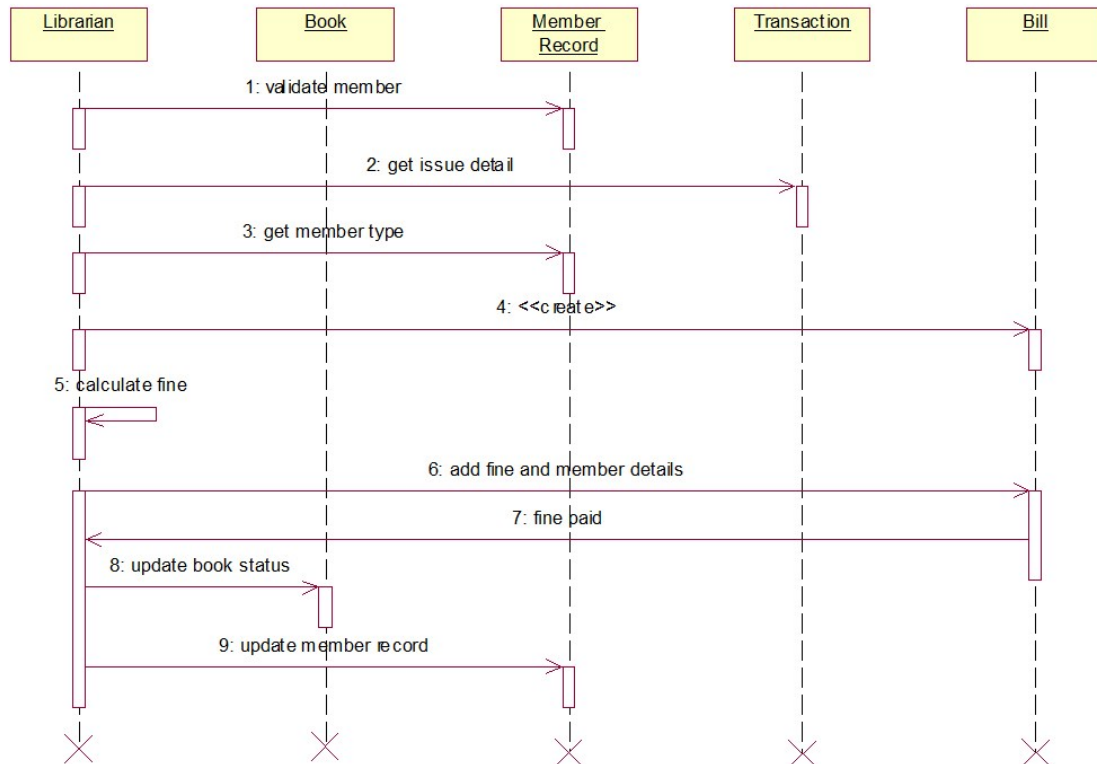 Librarian
Book
Member
Record
Transaction
Bill
1: validate member
2: get issue detail
3: get member type
4: <<create>>
5: calculate fine
6: add fine and member details
7: fine paid
8: update book status
9: update member record